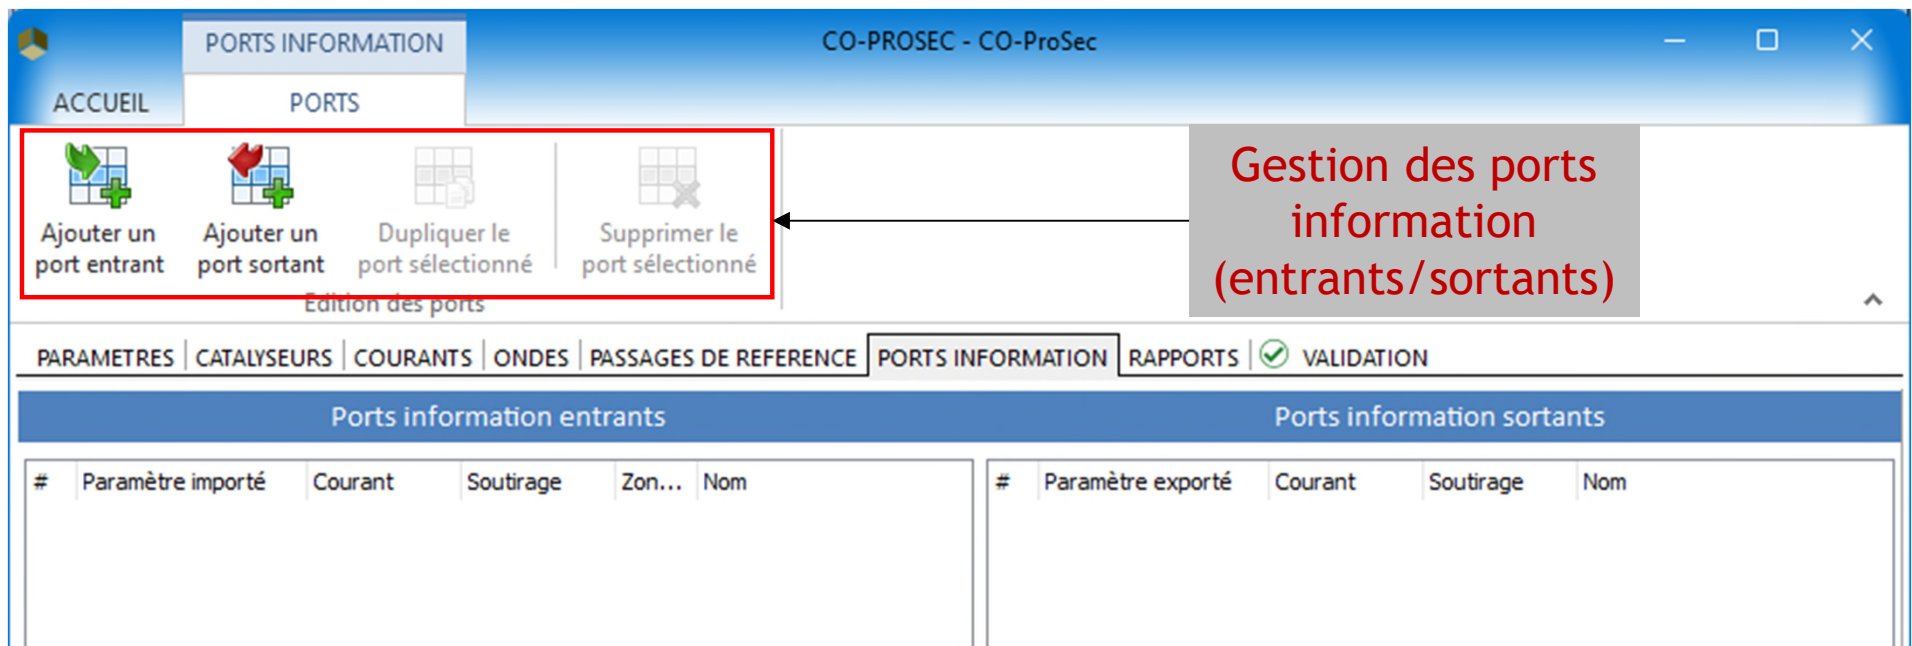 PORTS INFORMATION
CO-PROSEC - CO-ProSec
ACCUEIL
PORTS
Ajouter un
port entrant
Ajouter un
port sortant
Dupliquer le
port sélectionné
Supprimer le
port sélectionné
Edition des ports
Gestion des ports
information
(entrants/sortants)
PARAMETRES
CATALYSEURS
COURANTS
ONDES
PASSAGES DE REFERENCE
PORTS INFORMATION
RAPPORTS
VALIDATION
Ports information entrants
# Paramètre importé Courant Soutirage Zon... Nom
Ports information sortants
# Paramètre exporté Courant Soutirage Nom